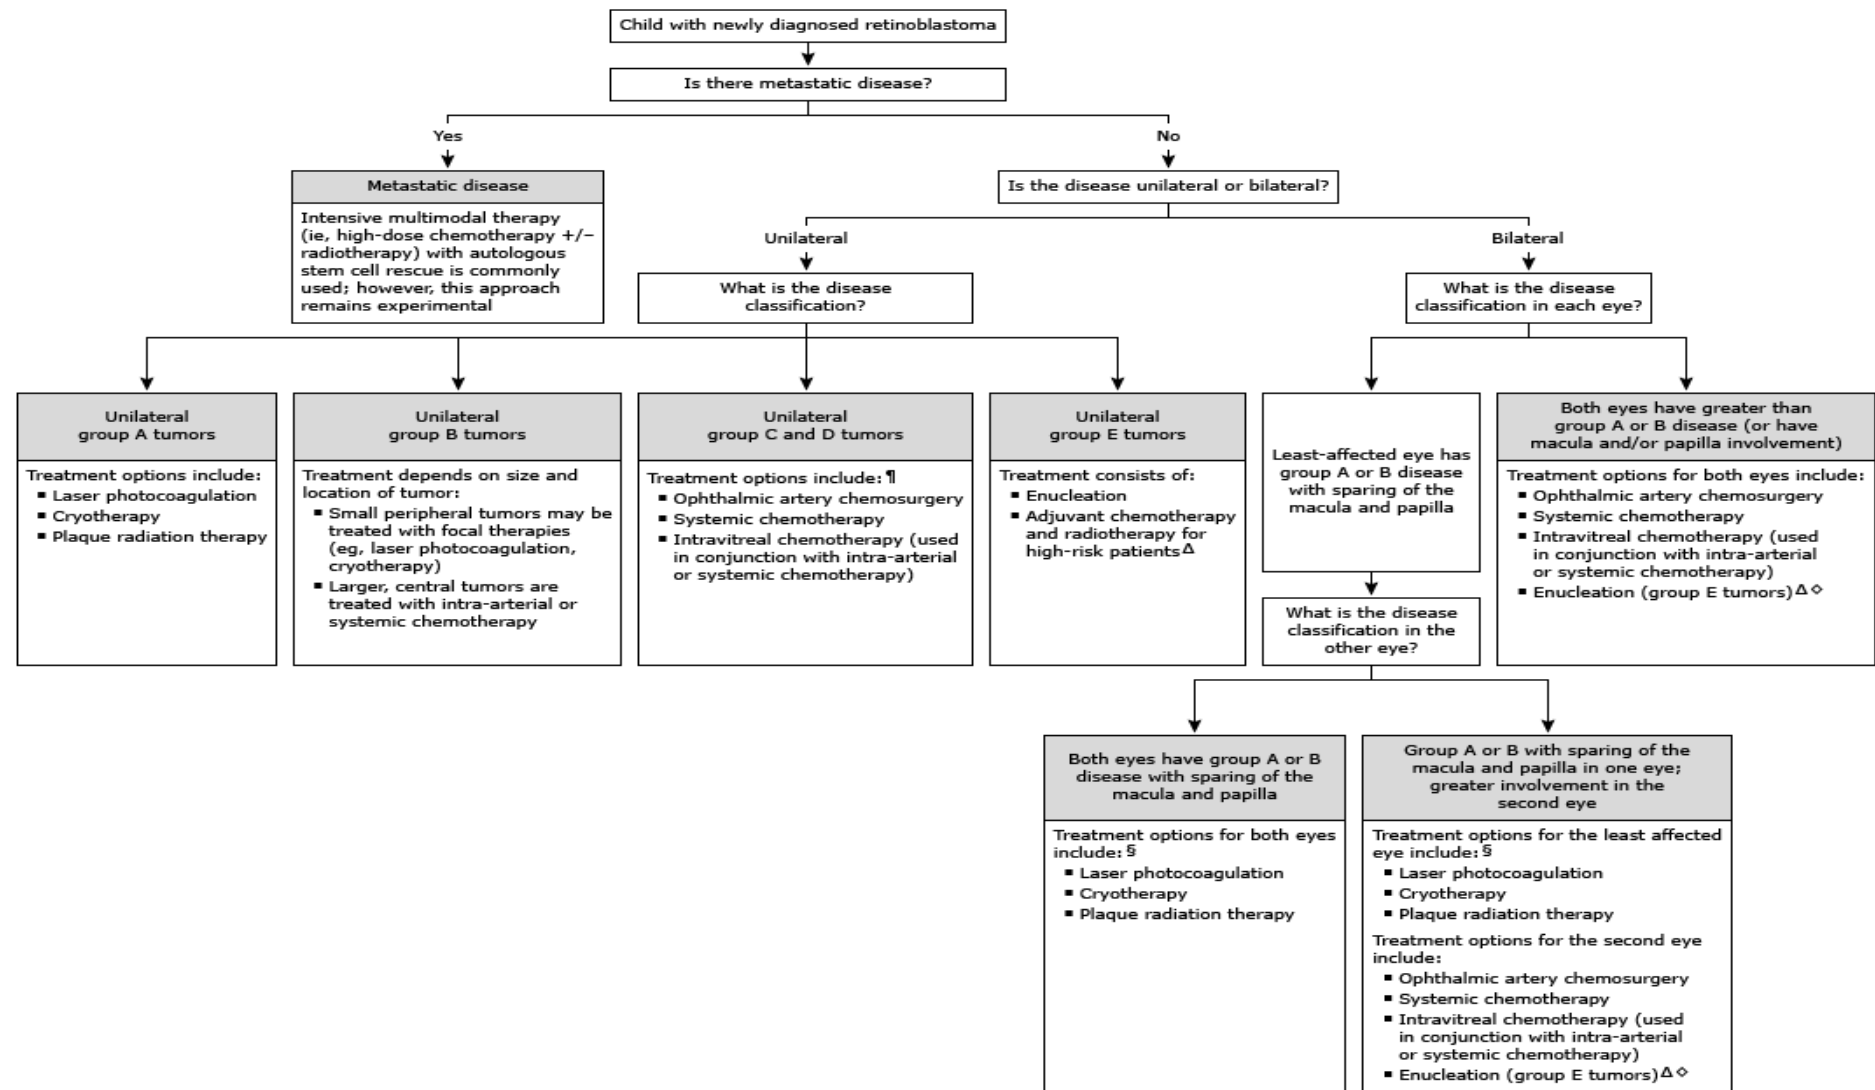 Child with newly diagnosed retinoblastoma
Is there metastatic disease?
Yes
No
Metastatic disease
Intensive multimodal therapy
(ie, high-dose chemotherapy +/–
radiotherapy) with autologous
stem cell rescue is commonly
used; however, this approach
remains experimental
Is the disease unilateral or bilateral?
Unilateral
Bilateral
What is the disease
classification?
What is the disease
classification in each eye?
Unilateral
group A tumors
Treatment options include:
▪ Laser photocoagulation
▪ Cryotherapy
▪ Plaque radiation therapy
Unilateral
group B tumors
Treatment depends on size and
location of tumor:
▪ Small peripheral tumors may be
treated with focal therapies
(eg, laser photocoagulation,
cryotherapy)
▪ Larger, central tumors are
treated with intra-arterial or
systemic chemotherapy
Unilateral
group C and D tumors
Treatment options include:¶
▪ Ophthalmic artery chemosurgery
▪ Systemic chemotherapy
▪ Intravitreal chemotherapy (used
in conjunction with intra-arterial
or systemic chemotherapy)
Unilateral
group E tumors
Treatment consists of:
▪ Enucleation
▪ Adjuvant chemotherapy
and radiotherapy for
high-risk patientsΔ
Least-affected eye has
group A or B disease
with sparing of the
macula and papilla
What is the disease
classification in the
other eye?
Both eyes have greater than
group A or B disease (or have
macula and/or papilla involvement)
Treatment options for both eyes include:
▪ Ophthalmic artery chemosurgery
▪ Systemic chemotherapy
▪ Intravitreal chemotherapy (used
in conjunction with intra-arterial
or systemic chemotherapy)
▪ Enucleation (group E tumors)Δ◇
Both eyes have group A or B
disease with sparing of the
macula and papilla
Treatment options for both eyes
include:§
▪ Laser photocoagulation
▪ Cryotherapy
▪ Plaque radiation therapy
Group A or B with sparing of the
macula and papilla in one eye;
greater involvement in the
second eye
Treatment options for the least affected
eye include:§
▪ Laser photocoagulation
▪ Cryotherapy
▪ Plaque radiation therapy
Treatment options for the second eye
include:
▪ Ophthalmic artery chemosurgery
▪ Systemic chemotherapy
▪ Intravitreal chemotherapy (used
in conjunction with intra-arterial
or systemic chemotherapy)
▪ Enucleation (group E tumors)Δ◇